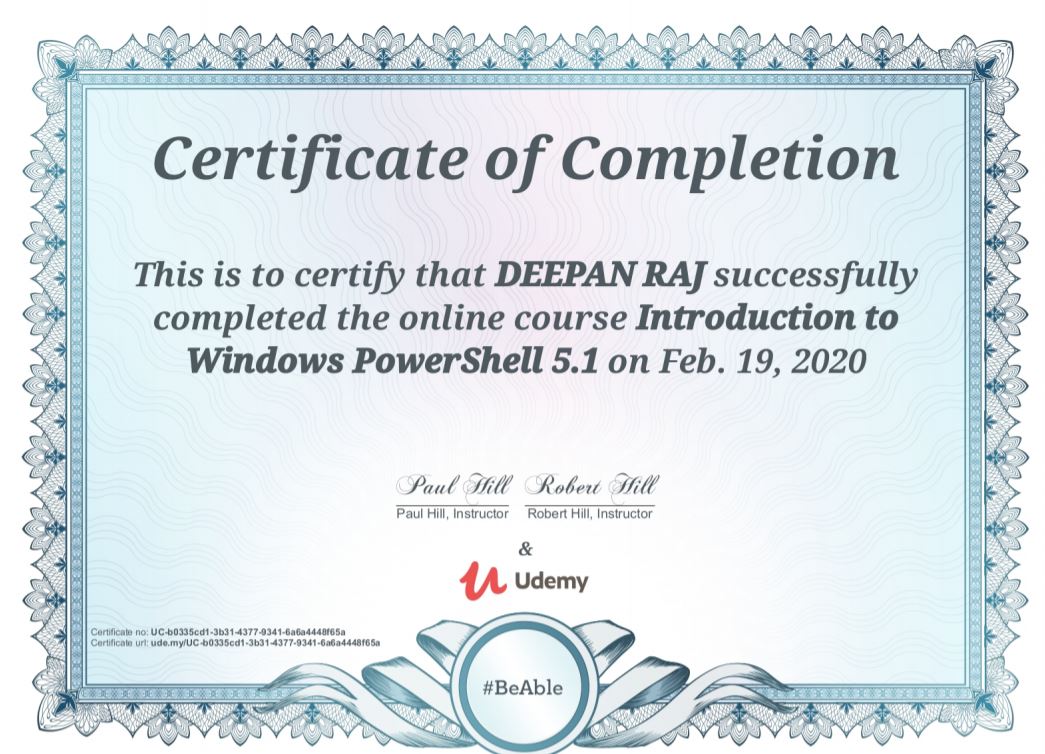 Certificate of Completion
This is to certify that DEEPAN RAJ successfully
completed the online course Introduction to
Windows PowerShell 5.1 on Feb. 19, 2020
Paul Hill Robert Hill
Paul Hill, Instructor Robert Hill, Instructor
&
Udemy
Certificate no: UC-b0335cd1-3b31-4377-9341-6a6a4448f65a
Certificate url: ude.my/UC-b0335cd1-3b31-4377-9341-6a6a4448f65a
#BeAble